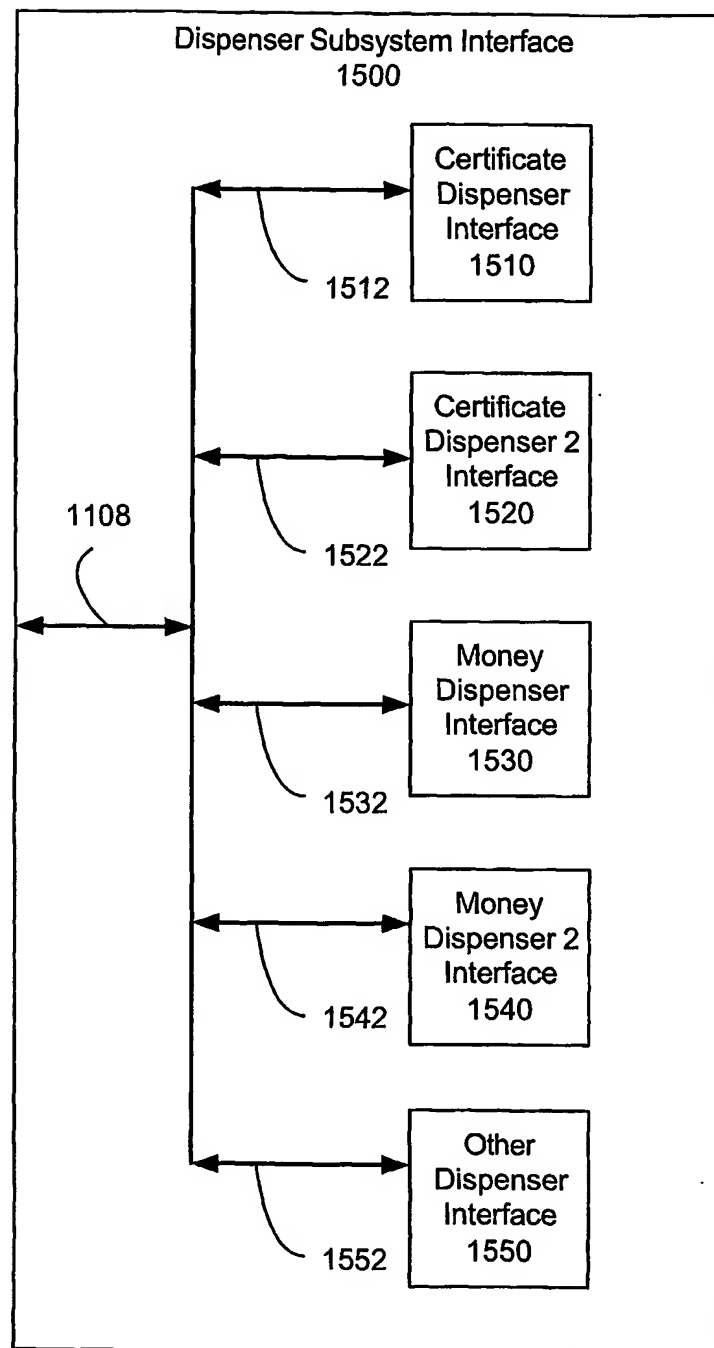 Dispenser Subsystem Interface
1500
Certificate
Dispenser
Interface
1510
1512
Certificate
Dispenser 2
Interface
1520
1522
1108
Money
Dispenser
Interface
1530
1532
Money
Dispenser 2
Interface
1540
1542
Other
Dispenser
Interface
1550
1552